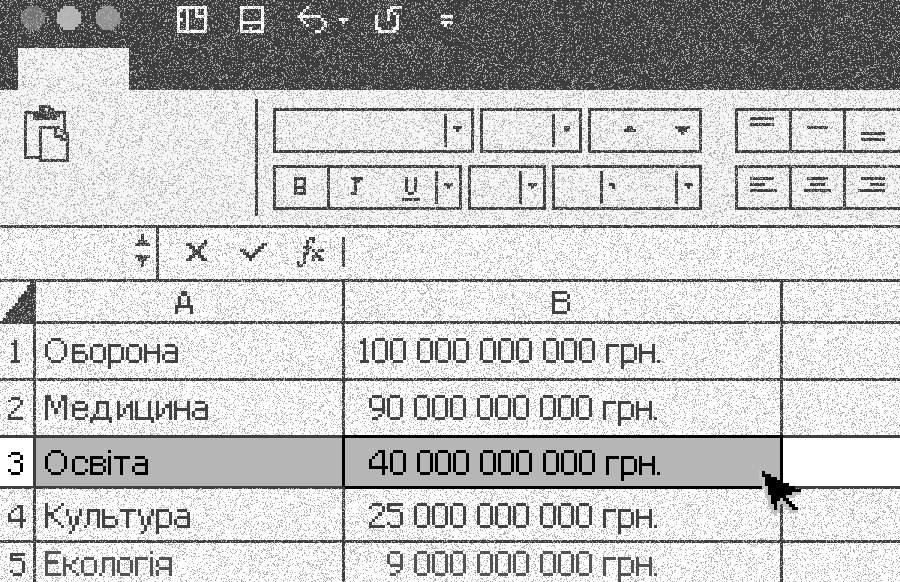 B I U
fx
A B
1 Оборона 100 000 000 000 грн.
2 Медицина 90 000 000 000 грн.
3 Освіта 40 000 000 000 грн.
4 Культура 25 000 000 000 грн.
5 Екологія 9 000 000 000 грн.